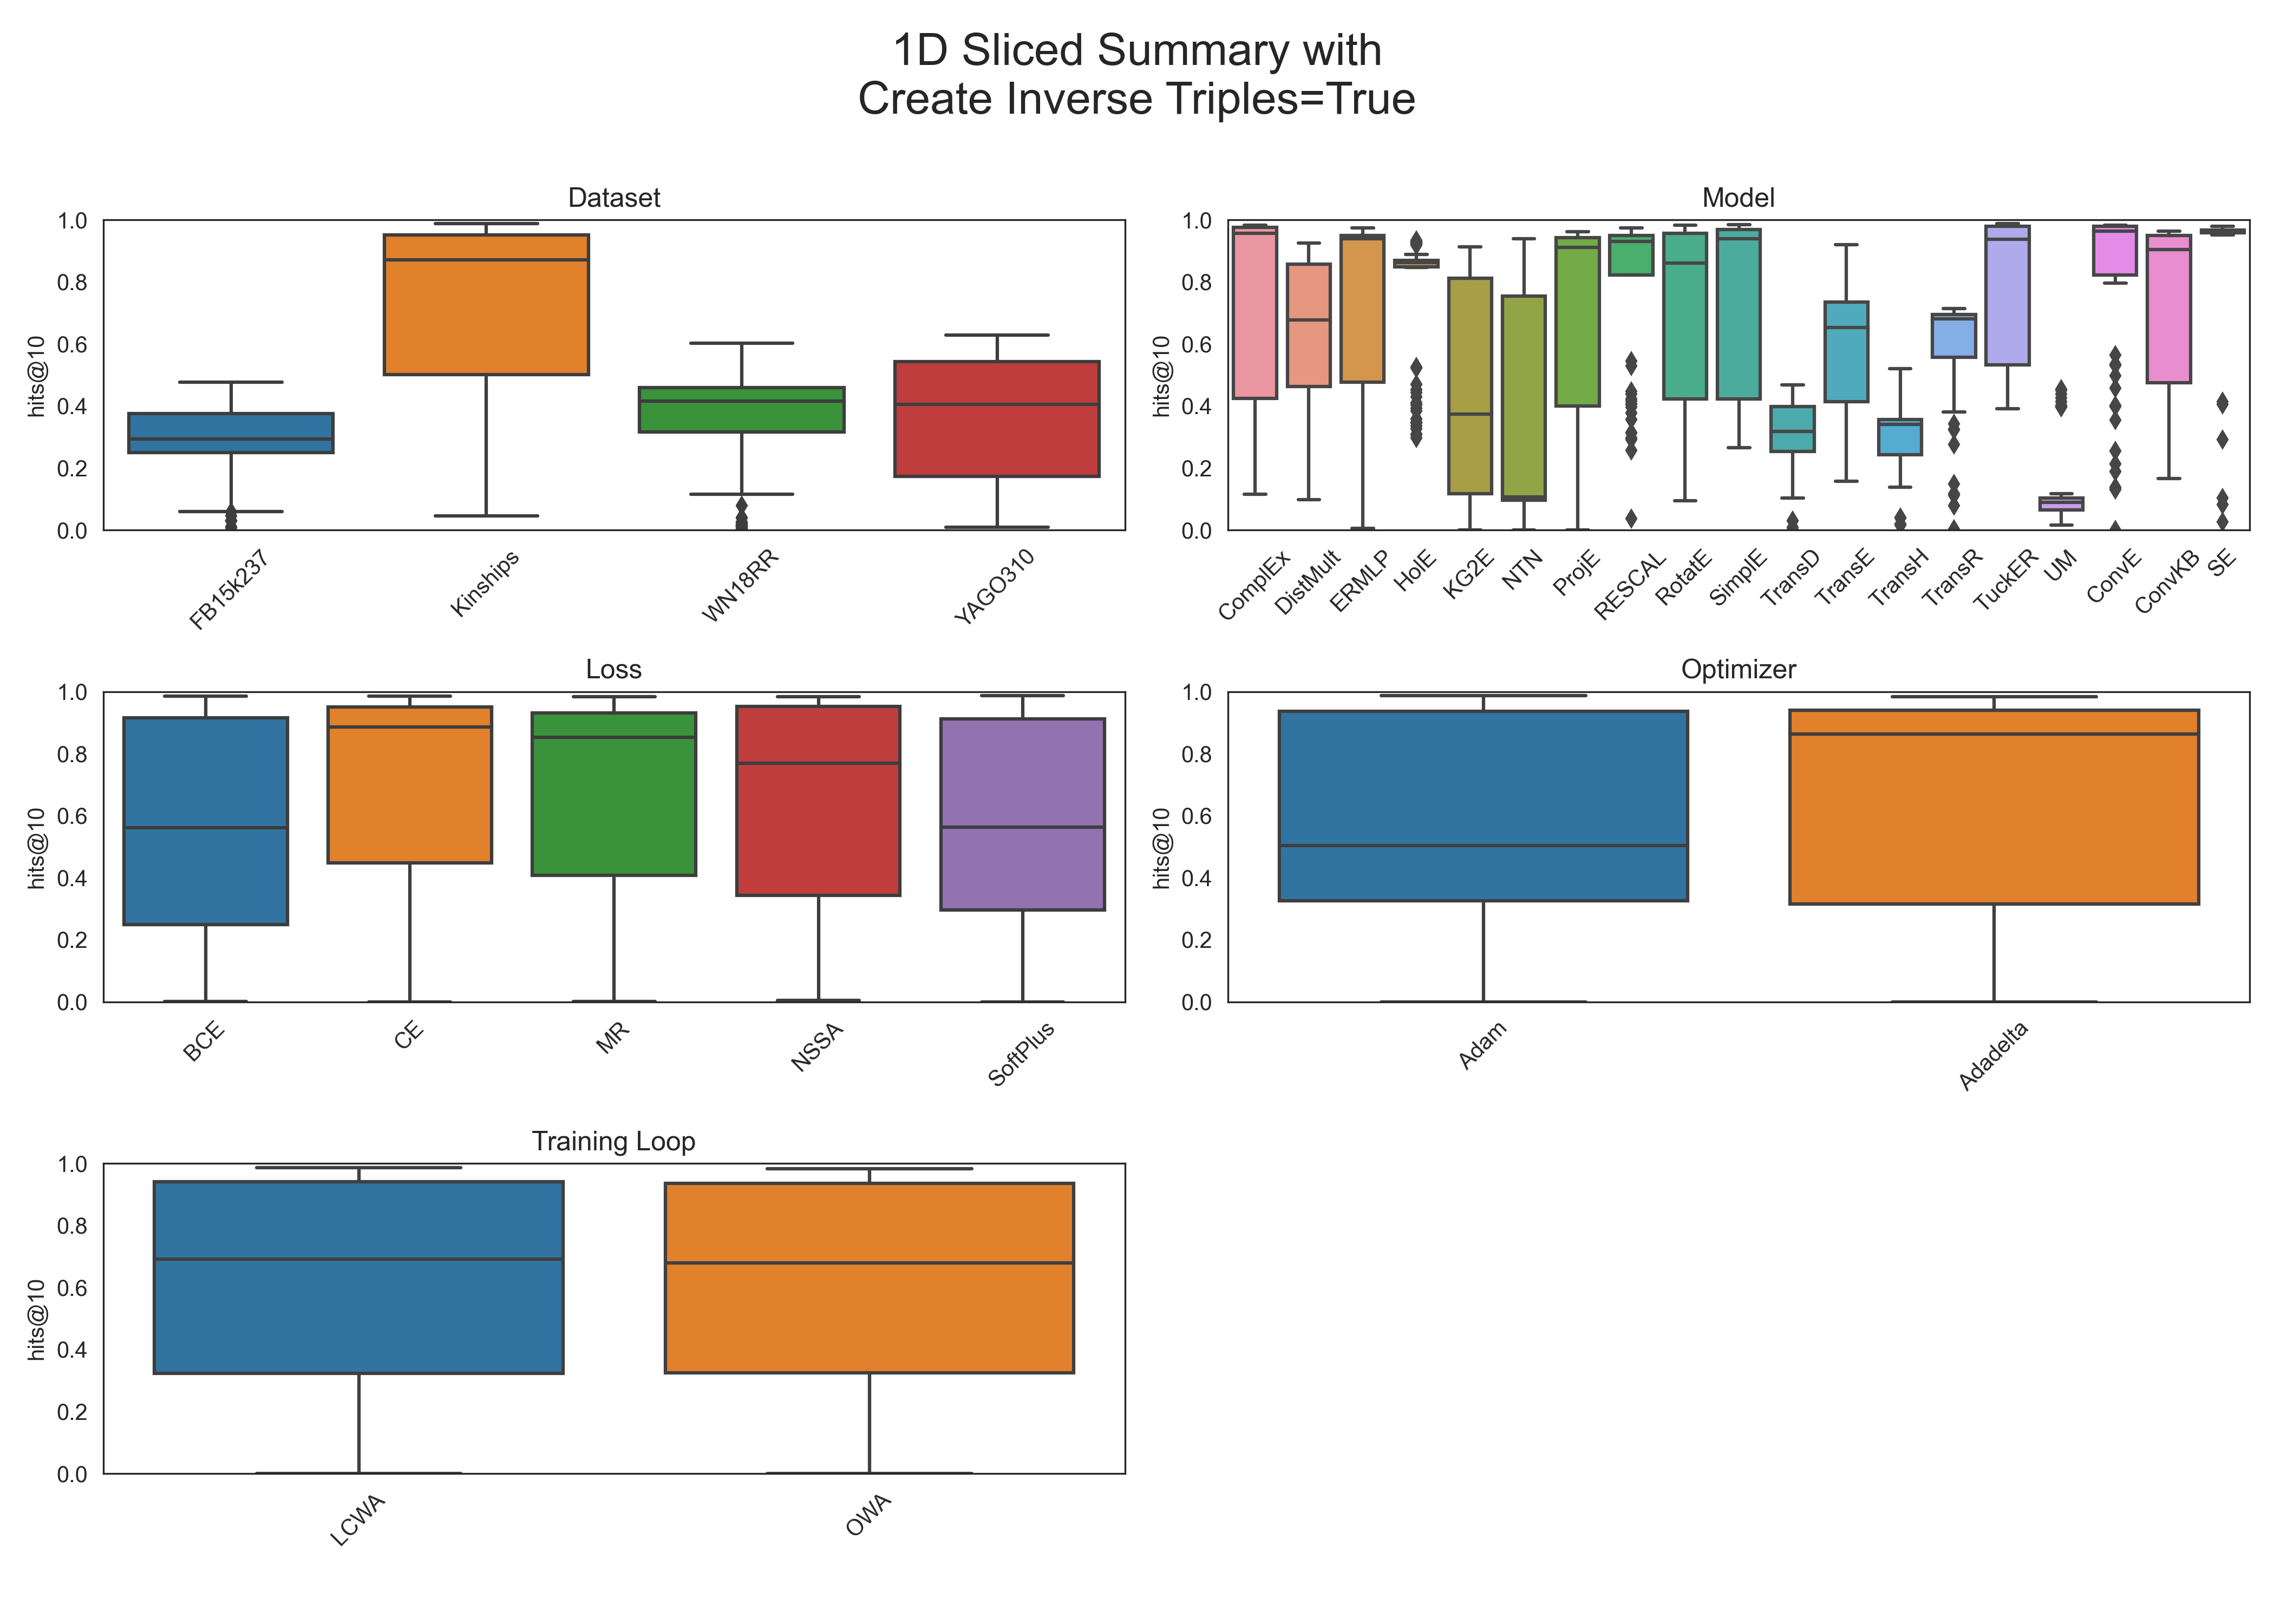 1D Sliced Summary with
Create Inverse Triples=True
Dataset
hits@10
1.0
0.8
0.6
0.4
0.2
0.0
FB15k237
Kinships
WN18RR
YAGO310
Model
hits@10
1.0
0.8
0.6
0.4
0.2
0.0
ComplEx
DistMult
ERMLP
HolE
KG2E
NTN
ProjE
RESCAL
RotatE
SimplE
TransD
TransE
TransH
TransR
TuckER
UM
ConvE
ConvKB
SE
Loss
hits@10
1.0
0.8
0.6
0.4
0.2
0.0
BCE
CE
MR
NSSA
SoftPlus
Optimizer
hits@10
1.0
0.8
0.6
0.4
0.2
0.0
Adam
Adadelta
Training Loop
hits@10
1.0
0.8
0.6
0.4
0.2
0.0
LCWA
OWA